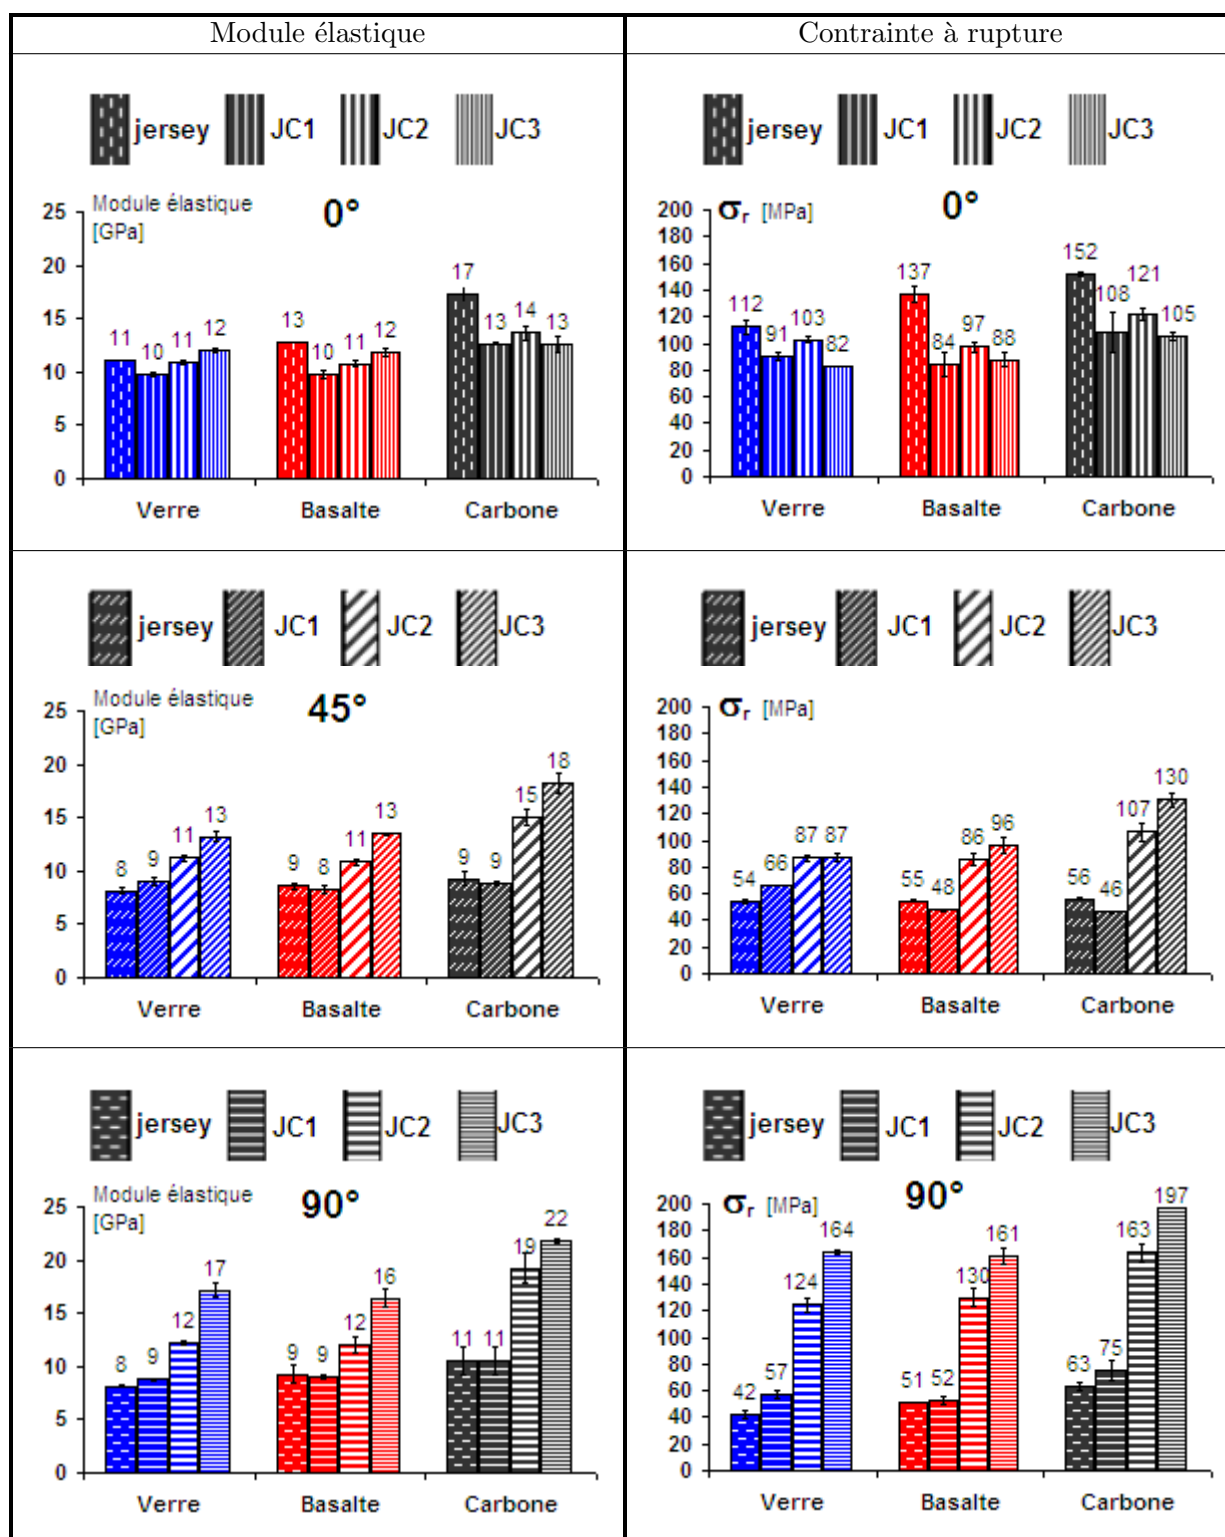 Module élastique
Contrainte à rupture
jersey JC1 JC2 JC3
Module élastique
[GPa]
0°
25
20
15
10
5
0
11 10 11 12
13 10 11 12
17 13 14 13
Verre Basalte Carbone
jersey JC1 JC2 JC3
σr [MPa]
0°
200
180
160
140
120
100
80
60
40
20
0
112 91 103 82
137 84 97 88
152 108 121 105
Verre Basalte Carbone
jersey JC1 JC2 JC3
Module élastique
[GPa]
45°
25
20
15
10
5
0
8 9 11 13
9 8 11 13
9 9 15 18
Verre Basalte Carbone
jersey JC1 JC2 JC3
σr [MPa]
200
180
160
140
120
100
80
60
40
20
0
54 66 87 87
55 48 86 96
56 46 107 130
Verre Basalte Carbone
jersey JC1 JC2 JC3
Module élastique
[GPa]
90°
25
20
15
10
5
0
8 9 12 17
9 9 12 16
11 11 19 22
Verre Basalte Carbone
jersey JC1 JC2 JC3
σr [MPa]
90°
200
180
160
140
120
100
80
60
40
20
0
42 57 124 164
51 52 130 161
63 75 163 197
Verre Basalte Carbone